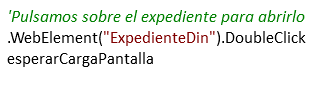 'Pulsamos sobre el expediente para abrirlo
.WebElement("ExpedienteDin").DoubleClick
esperarCargaPantalla